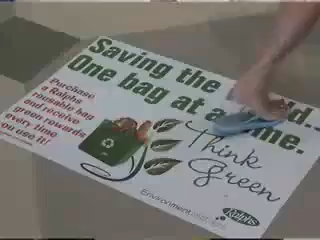 Saving the
One bag at a
Purchase
a Ralphs
reusable bag
and receive
green rewards
every time
you use it!
Think
Green
Ralphs